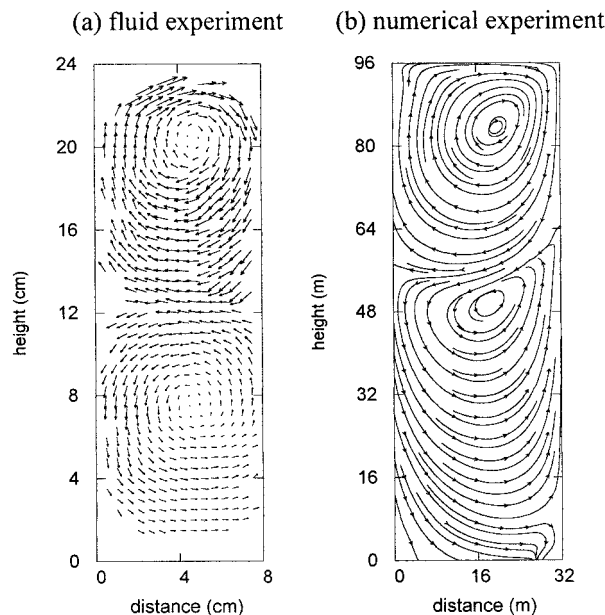 (a) fluid experiment
(b) numerical experiment
24
20
16
12
8
4
0
height (cm)
0 4 8
distance (cm)
96
80
64
48
32
16
0
height (m)
0 16 32
distance (m)